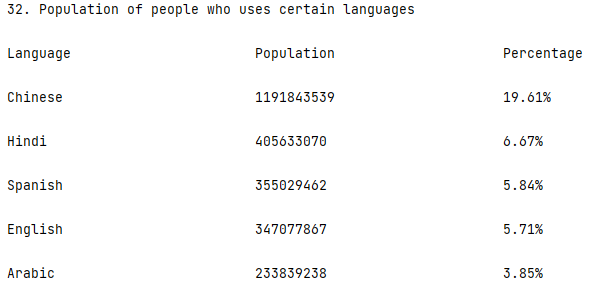 32. Population of people who uses certain languages
Language Population Percentage
Chinese 1191843539 19.61%
Hindi 405633070 6.67%
Spanish 355029462 5.84%
English 347077867 5.71%
Arabic 233839238 3.85%